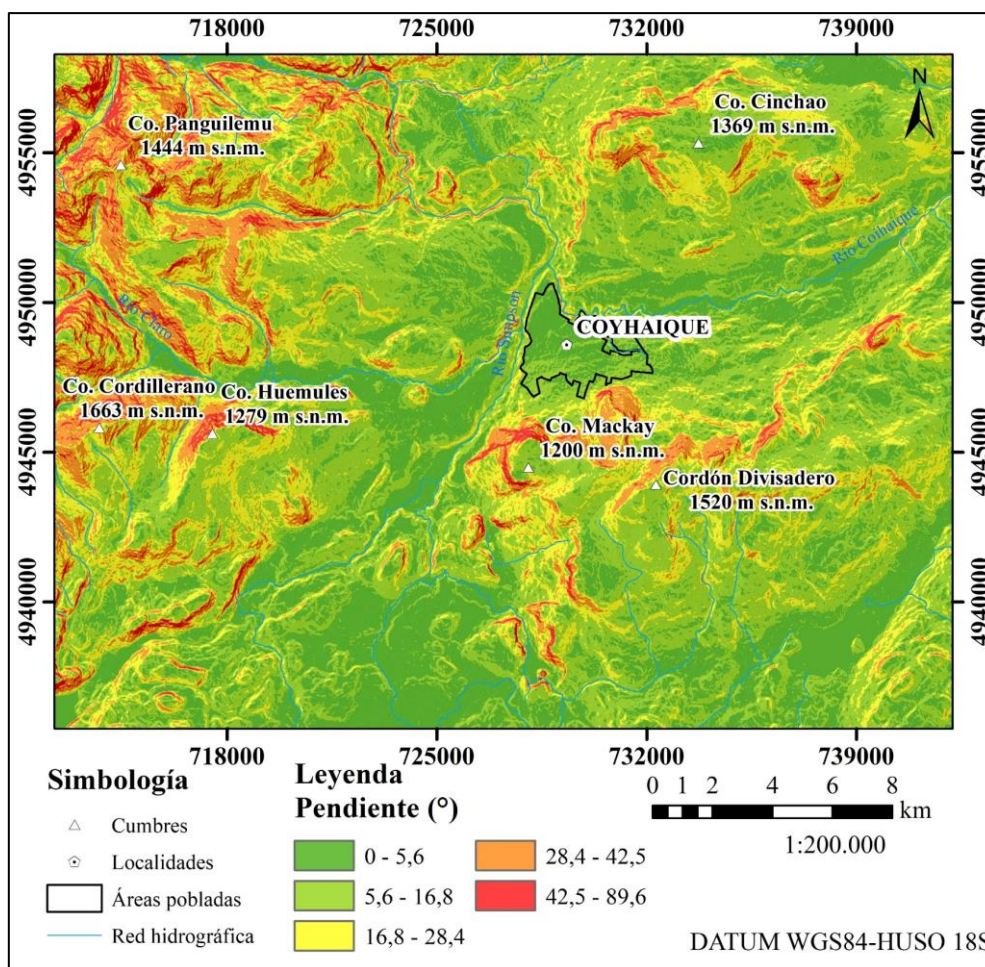 718000 725000 732000 739000
N
Co. Cinchao
1369 m s.n.m.
Co. Panguilemu
1444 m s.n.m.
4955000 4955000
Río Coihaique
4950000 4950000
Río Claro
Río Simpson
COYHAIQUE
Co. Cordillerano
1663 m s.n.m.
Co. Huemules
1279 m s.n.m.
Co. Mackay
1200 m s.n.m.
4945000 4945000
Cordón Divisadero
1520 m s.n.m.
4940000 4940000
718000 725000 732000 739000
Simbología
Cumbres
Localidades
Áreas pobladas
Red hidrográfica
Leyenda
Pendiente (°)
0 - 5,6
5,6 - 16,8
16,8 - 28,4
28,4 - 42,5
42,5 - 89,6
0 1 2 4 6 8
km
1:200.000
DATUM WGS84-HUSO 18S